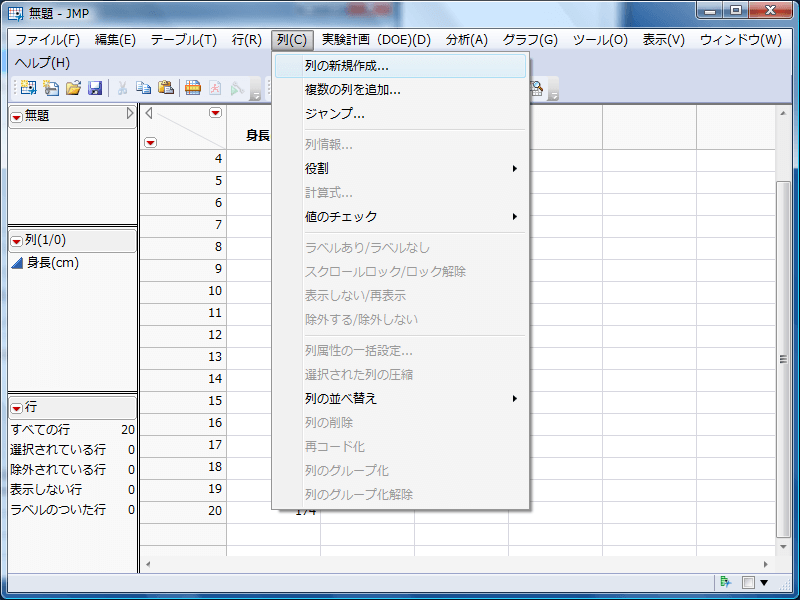 無題 - JMP
ファイル(F) 編集(E) テーブル(T) 行(R) 列(C) 実験計画（DOE)(D) 分析(A) グラフ(G) ツール(O) 表示(V) ウィンドウ(W)
ヘルプ(H)
列の新規作成...
複数の列を追加...
ジャンプ...
列情報...
役割
計算式...
値のチェック
ラベルあり/ラベルなし
スクロールロック/ロック解除
表示しない/再表示
除外する/除外しない
列属性の一括設定...
選択された列の圧縮
列の並べ替え
列の削除
再コード化
列のグループ化
列のグループ化解除
無題
列(1/0)
身長(cm)
行
すべての行 20
選択されている行 0
除外されている行 0
表示しない行 0
ラベルのついた行 0
身長
4
5
6
7
8
9
10
11
12
13
14
15
16
17
18
19
20 174